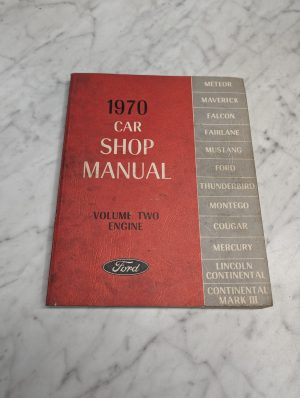 1970
CAR
SHOP
MANUAL
VOLUME TWO
ENGINE
Ford
METEOR
MAVERICK
FALCON
FAIRLANE
MUSTANG
FORD
THUNDERBIRD
MONTEGO
COUGAR
MERCURY
LINCOLN
CONTINENTAL
CONTINENTAL
MARK III